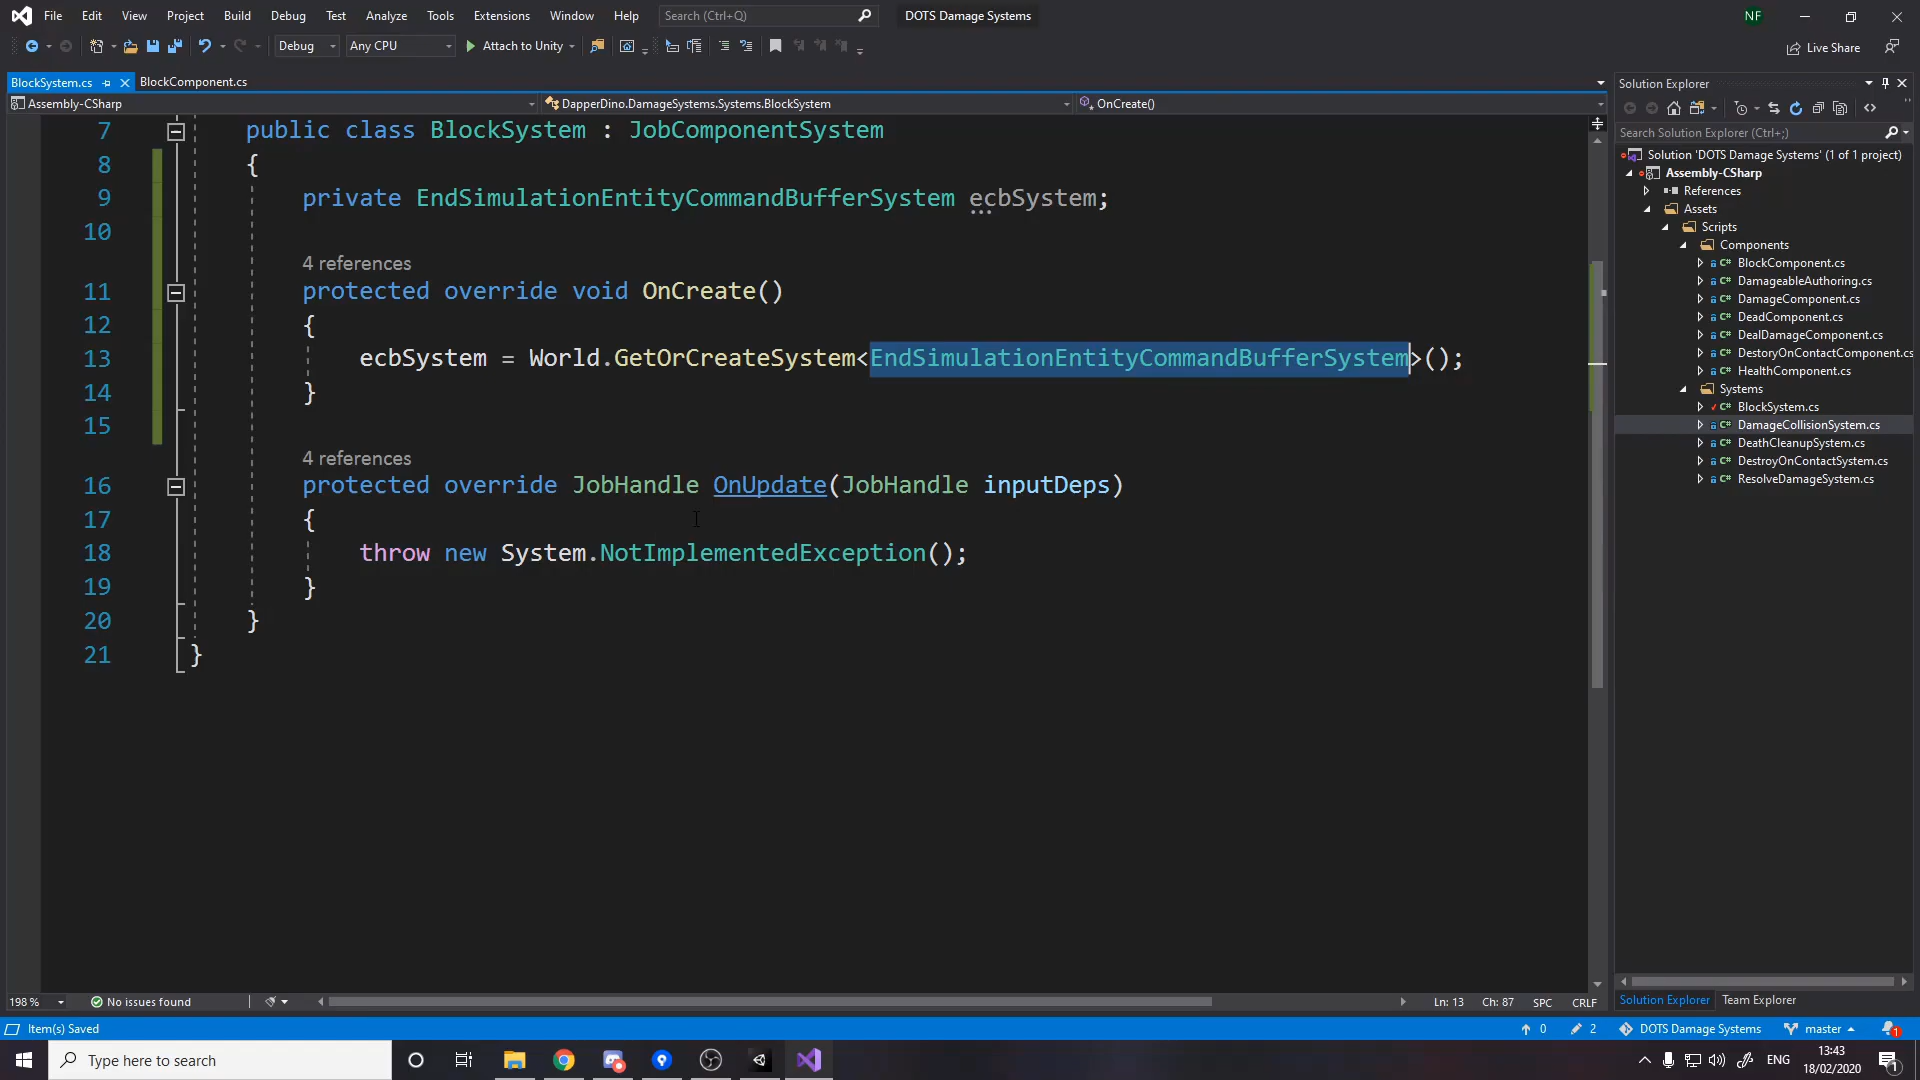 File Edit View Project Build Debug Test Analyze Tools Extensions Window Help Search (Ctrl+Q) DOTS Damage Systems NF
Debug Any CPU Attach to Unity Live Share
BlockSystem.cs BlockComponent.cs
Assembly-CSharp DapperDino.DamageSystems.Systems.BlockSystem OnCreate()
7 public class BlockSystem : JobComponentSystem
8 {
9 private EndSimulationEntityCommandBufferSystem ecbSystem;
10
4 references
11 protected override void OnCreate()
12 {
13 ecbSystem = World.GetOrCreateSystem<EndSimulationEntityCommandBufferSystem>();
14 }
15
4 references
16 protected override JobHandle OnUpdate(JobHandle inputDeps)
17 {
18 throw new System.NotImplementedException();
19 }
20 }
21 }
198 % No issues found Ln: 13 Ch: 87 SPC CRLF
Solution Explorer
Search Solution Explorer (Ctrl+;)
Solution 'DOTS Damage Systems' (1 of 1 project)
Assembly-CSharp
References
Assets
Scripts
Components
C# BlockComponent.cs
C# DamageableAuthoring.cs
C# DamageComponent.cs
C# DeadComponent.cs
C# DealDamageComponent.cs
C# DestoryOnContactComponent.cs
C# HealthComponent.cs
Systems
C# BlockSystem.cs
C# DamageCollisionSystem.cs
C# DeathCleanupSystem.cs
C# DestroyOnContactSystem.cs
C# ResolveDamageSystem.cs
Solution Explorer Team Explorer
Item(s) Saved 0 2 DOTS Damage Systems master 1
Type here to search ENG 13:43
18/02/2020 1